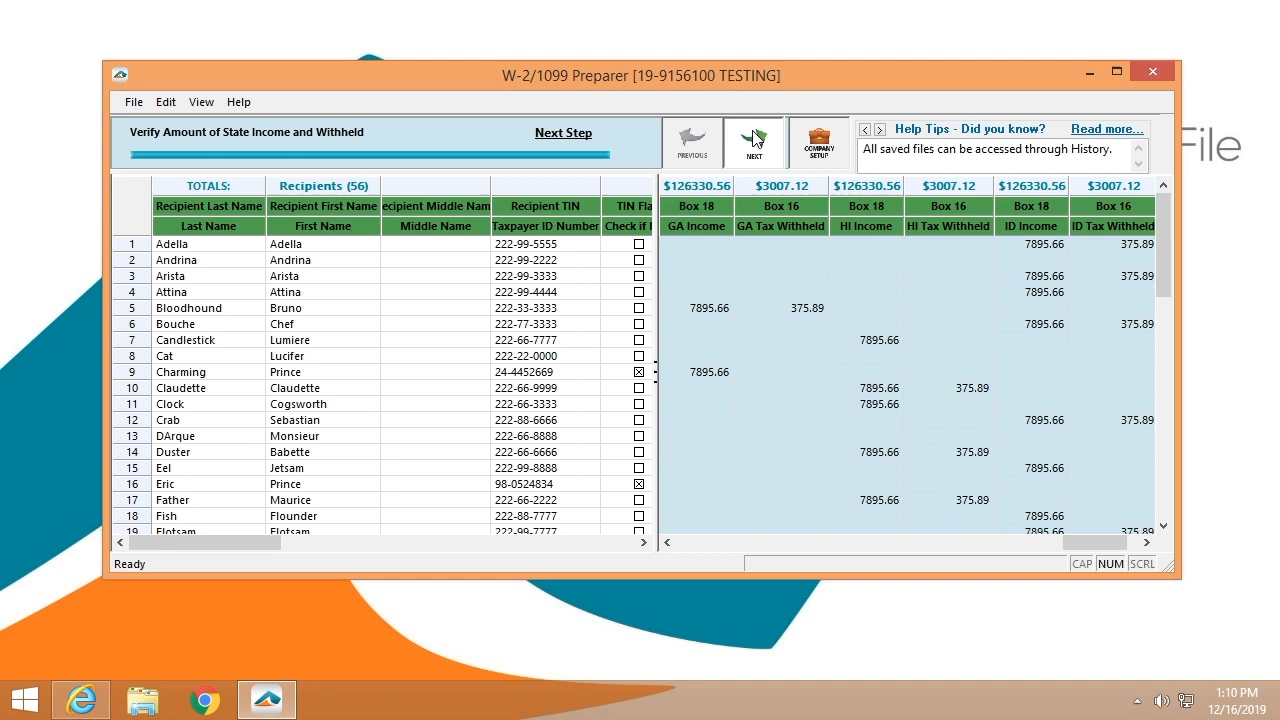 W-2/1099 Preparer [19-9156100 TESTING]
File Edit View Help
Verify Amount of State Income and Withheld Next Step
PREVIOUS NEXT COMPANY SETUP
Help Tips - Did you know? Read more...
All saved files can be accessed through History.
File
TOTALS: Recipients (56) $126330.56 $3007.12 $126330.56 $3007.12 $126330.56 $3007.12
Recipient Last Name Recipient First Name ecipient Middle Nam Recipient TIN TIN Fla Box 18 Box 16 Box 18 Box 16 Box 18 Box 16
Last Name First Name Middle Name Taxpayer ID Number Check if GA Income GA Tax Withheld HI Income HI Tax Withheld ID Income ID Tax Withheld
1 Adella Adella 222-99-5555 7895.66 375.89
2 Andrina Andrina 222-99-2222
3 Arista Arista 222-99-3333 7895.66 375.89
4 Attina Attina 222-99-4444 7895.66
5 Bloodhound Bruno 222-33-3333 7895.66 375.89
6 Bouche Chef 222-77-3333 7895.66 375.89
7 Candlestick Lumiere 222-66-7777 7895.66
8 Cat Lucifer 222-22-0000
9 Charming Prince 24-4452669 7895.66
10 Claudette Claudette 222-66-9999 7895.66 375.89
11 Clock Cogsworth 222-66-3333 7895.66
12 Crab Sebastian 222-88-6666 7895.66 375.89
13 DArque Monsieur 222-66-8888
14 Duster Babette 222-66-6666 7895.66 375.89
15 Eel Jetsam 222-99-8888 7895.66
16 Eric Prince 98-0524834
17 Father Maurice 222-66-2222 7895.66 375.89
18 Fish Flounder 222-88-7777 7895.66
19 Flotsam Flotsam 222-99-7777 7895.66 375.89
Ready CAP NUM SCRL
1:10 PM
12/16/2019